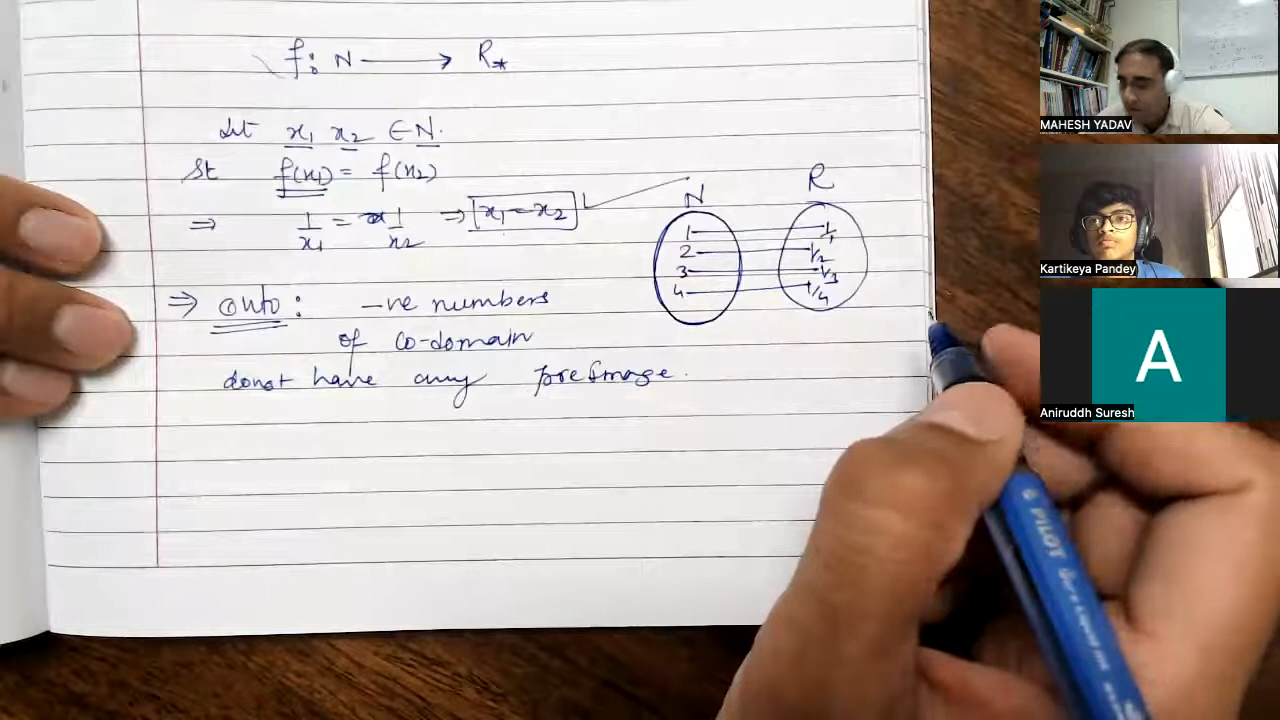 f: N → R*
Let x₁ x₂ ∈ N.
St f(x₁) = f(x₂)
⇒ 1/x₁ = 1/x₂ ⇒ x₁ = x₂
⇒ onto: -ve numbers
of co-domain
donot have any preimage.
N R
1 1/1
2 1/2
3 1/3
4 1/4
PILOT
MAHESH YADAV
Kartikeya Pandey
A
Aniruddh Suresh